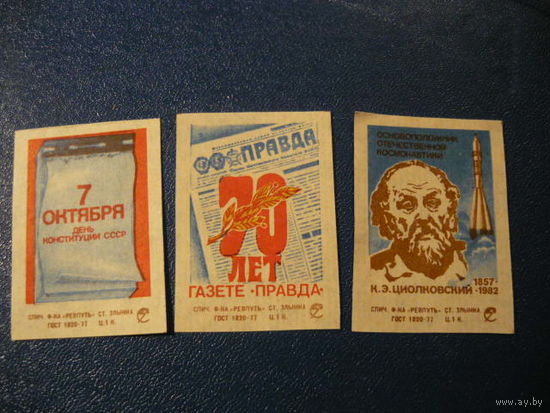 7
ОКТЯБРЯ
ДЕНЬ
КОНСТИТУЦИИ СССР
СПИЧ. Ф-КА «РЕВПУТЬ» СТ. ЗЛЫНКА
ГОСТ 1820-77 Ц. 1 К.
ПРАВДА
70
ЛЕТ
ГАЗЕТЕ «ПРАВДА»
СПИЧ. Ф-КА «РЕВПУТЬ» СТ. ЗЛЫНКА
ГОСТ 1820-77 Ц. 1 К.
ОСНОВОПОЛОЖНИК
ОТЕЧЕСТВЕННОЙ
КОСМОНАВТИКИ
1857-
К.Э. ЦИОЛКОВСКИЙ -1982
СПИЧ. Ф-КА «РЕВПУТЬ» СТ. ЗЛЫНКА
ГОСТ 1820-77 Ц. 1 К.
www.ay.by